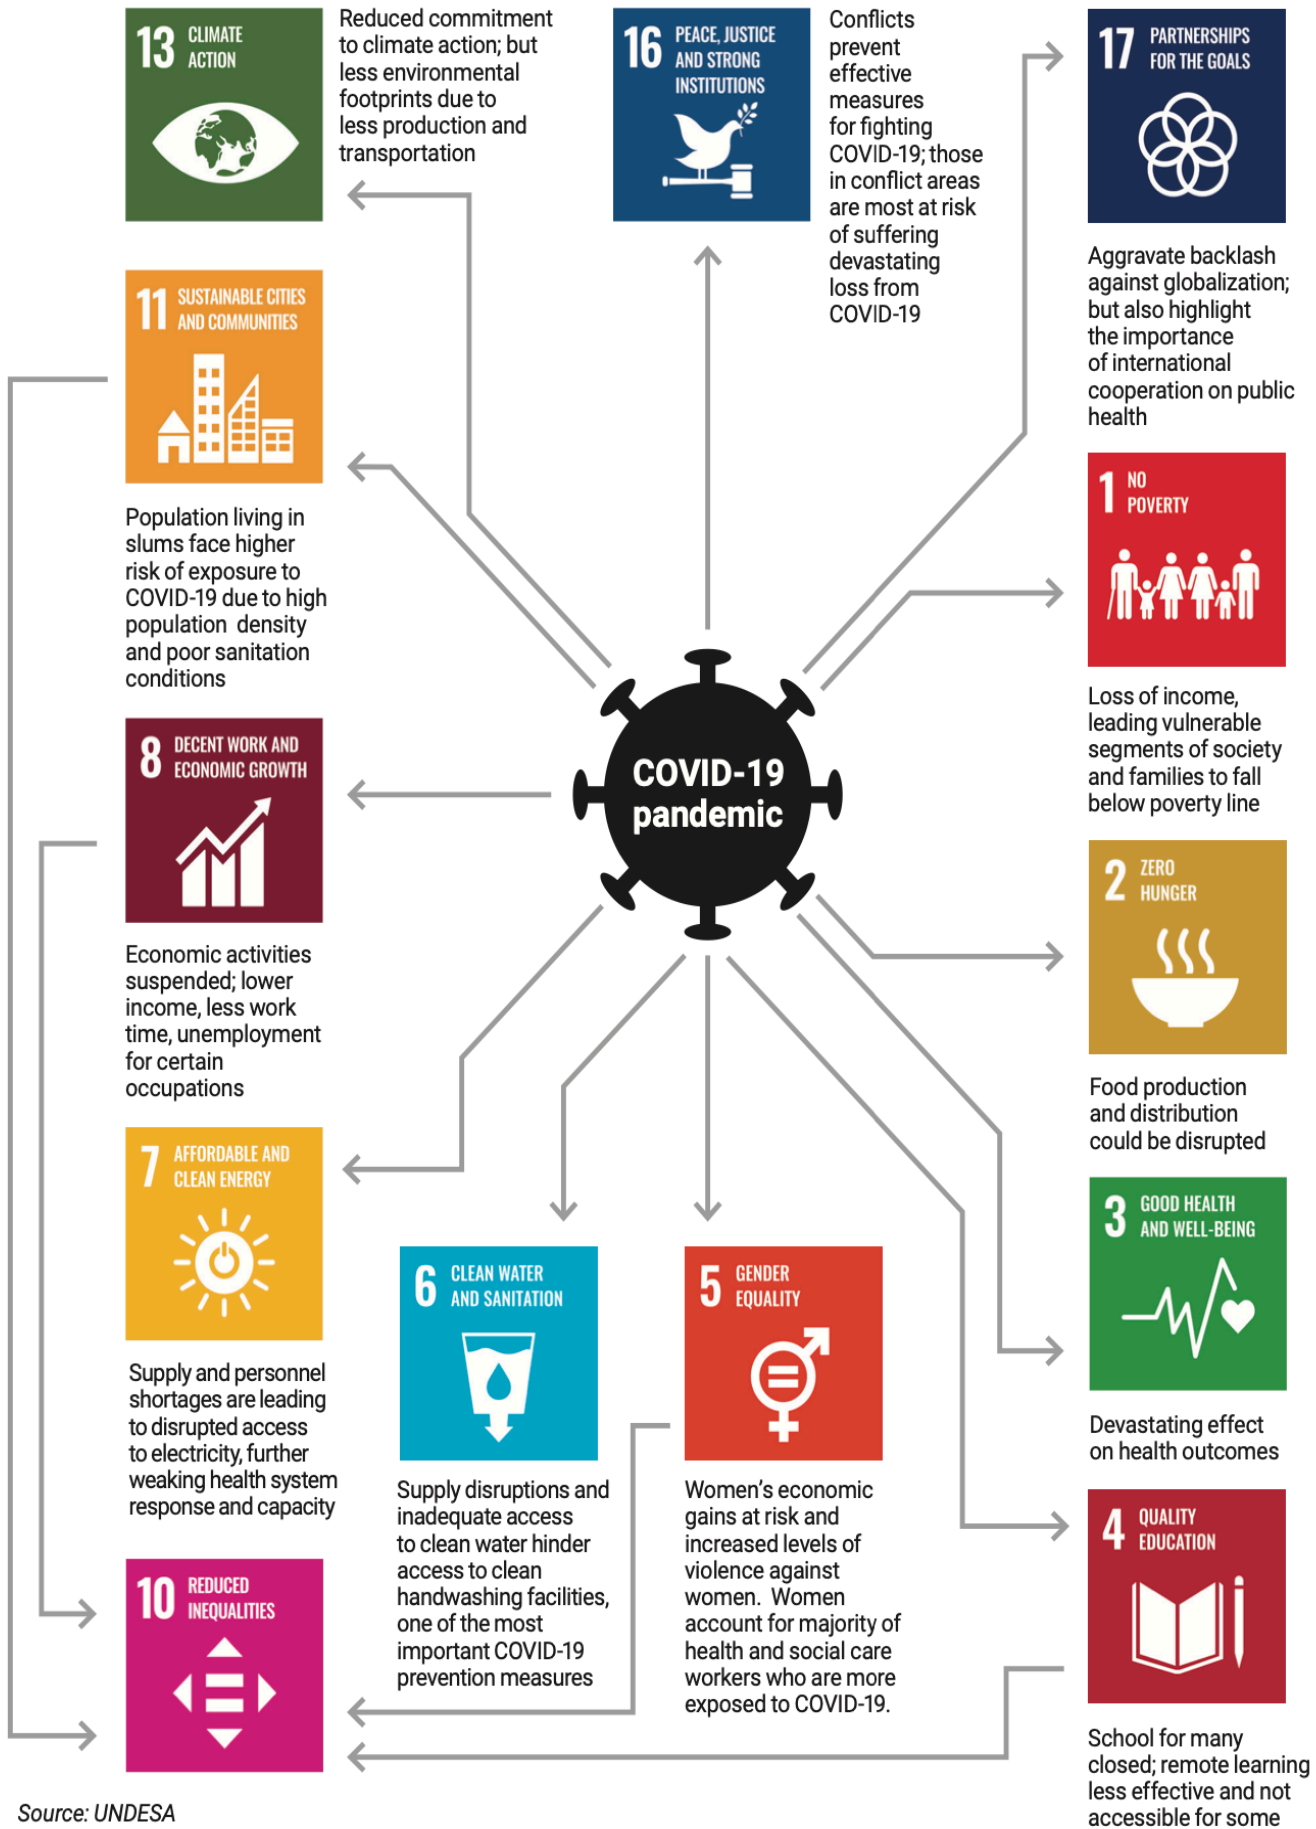 13 CLIMATE
ACTION
Reduced commitment
to climate action; but
less environmental
footprints due to
less production and
transportation
16 PEACE, JUSTICE
AND STRONG
INSTITUTIONS
Conflicts
prevent
effective
measures
for fighting
COVID-19; those
in conflict areas
are most at risk
of suffering
devastating
loss from
COVID-19
17 PARTNERSHIPS
FOR THE GOALS
Aggravate backlash
against globalization;
but also highlight
the importance
of international
cooperation on public
health
11 SUSTAINABLE CITIES
AND COMMUNITIES
Population living in
slums face higher
risk of exposure to
COVID-19 due to high
population density
and poor sanitation
conditions
1 NO
POVERTY
Loss of income,
leading vulnerable
segments of society
and families to fall
below poverty line
COVID-19
pandemic
8 DECENT WORK AND
ECONOMIC GROWTH
Economic activities
suspended; lower
income, less work
time, unemployment
for certain
occupations
2 ZERO
HUNGER
Food production
and distribution
could be disrupted
7 AFFORDABLE AND
CLEAN ENERGY
Supply and personnel
shortages are leading
to disrupted access
to electricity, further
weaking health system
response and capacity
6 CLEAN WATER
AND SANITATION
Supply disruptions and
inadequate access
to clean water hinder
access to clean
handwashing facilities,
one of the most
important COVID-19
prevention measures
5 GENDER
EQUALITY
Women's economic
gains at risk and
increased levels of
violence against
women. Women
account for majority of
health and social care
workers who are more
exposed to COVID-19.
3 GOOD HEALTH
AND WELL-BEING
Devastating effect
on health outcomes
4 QUALITY
EDUCATION
School for many
closed; remote learning
less effective and not
accessible for some
10 REDUCED
INEQUALITIES
Source: UNDESA